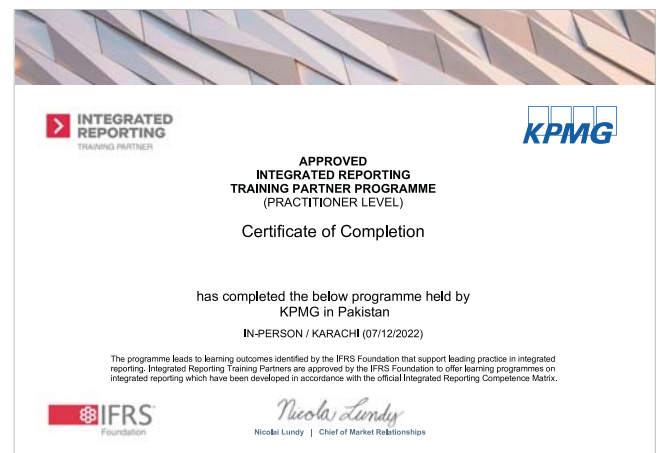 INTEGRATED
REPORTING
TRAINING PARTNER
KPMG
APPROVED
INTEGRATED REPORTING
TRAINING PARTNER PROGRAMME
(PRACTITIONER LEVEL)
Certificate of Completion
has completed the below programme held by
KPMG in Pakistan
IN-PERSON / KARACHI (07/12/2022)
The programme leads to learning outcomes identified by the IFRS Foundation that support leading practice in integrated
reporting. Integrated Reporting Training Partners are approved by the IFRS Foundation to offer learning programmes on
integrated reporting which have been developed in accordance with the official Integrated Reporting Competence Matrix.
IFRS
Foundation
Nicola Lundy
Nicolai Lundy | Chief of Market Relationships